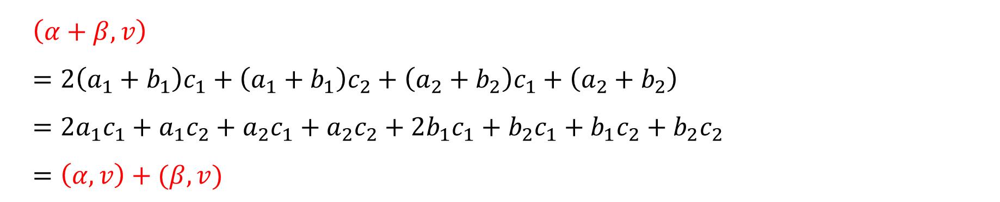 (α + β, v)
= 2(a₁ + b₁)c₁ + (a₁ + b₁)c₂ + (a₂ + b₂)c₁ + (a₂ + b₂)
= 2a₁c₁ + a₁c₂ + a₂c₁ + a₂c₂ + 2b₁c₁ + b₂c₁ + b₁c₂ + b₂c₂
= (α, v) + (β, v)